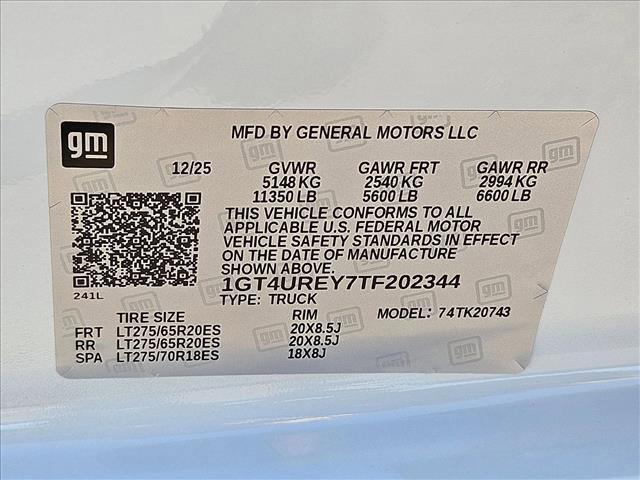 gm
MFD BY GENERAL MOTORS LLC
12/25 GVWR GAWR FRT GAWR RR
5148 KG 2540 KG 2994 KG
11350 LB 5600 LB 6600 LB
THIS VEHICLE CONFORMS TO ALL
APPLICABLE U.S. FEDERAL MOTOR
VEHICLE SAFETY STANDARDS IN EFFECT
ON THE DATE OF MANUFACTURE
SHOWN ABOVE.
241L
1GT4UREY7TF202344
TYPE: TRUCK
TIRE SIZE RIM MODEL: 74TK20743
FRT LT275/65R20ES 20X8.5J
RR LT275/65R20ES 20X8.5J
SPA LT275/70R18ES 18X8J